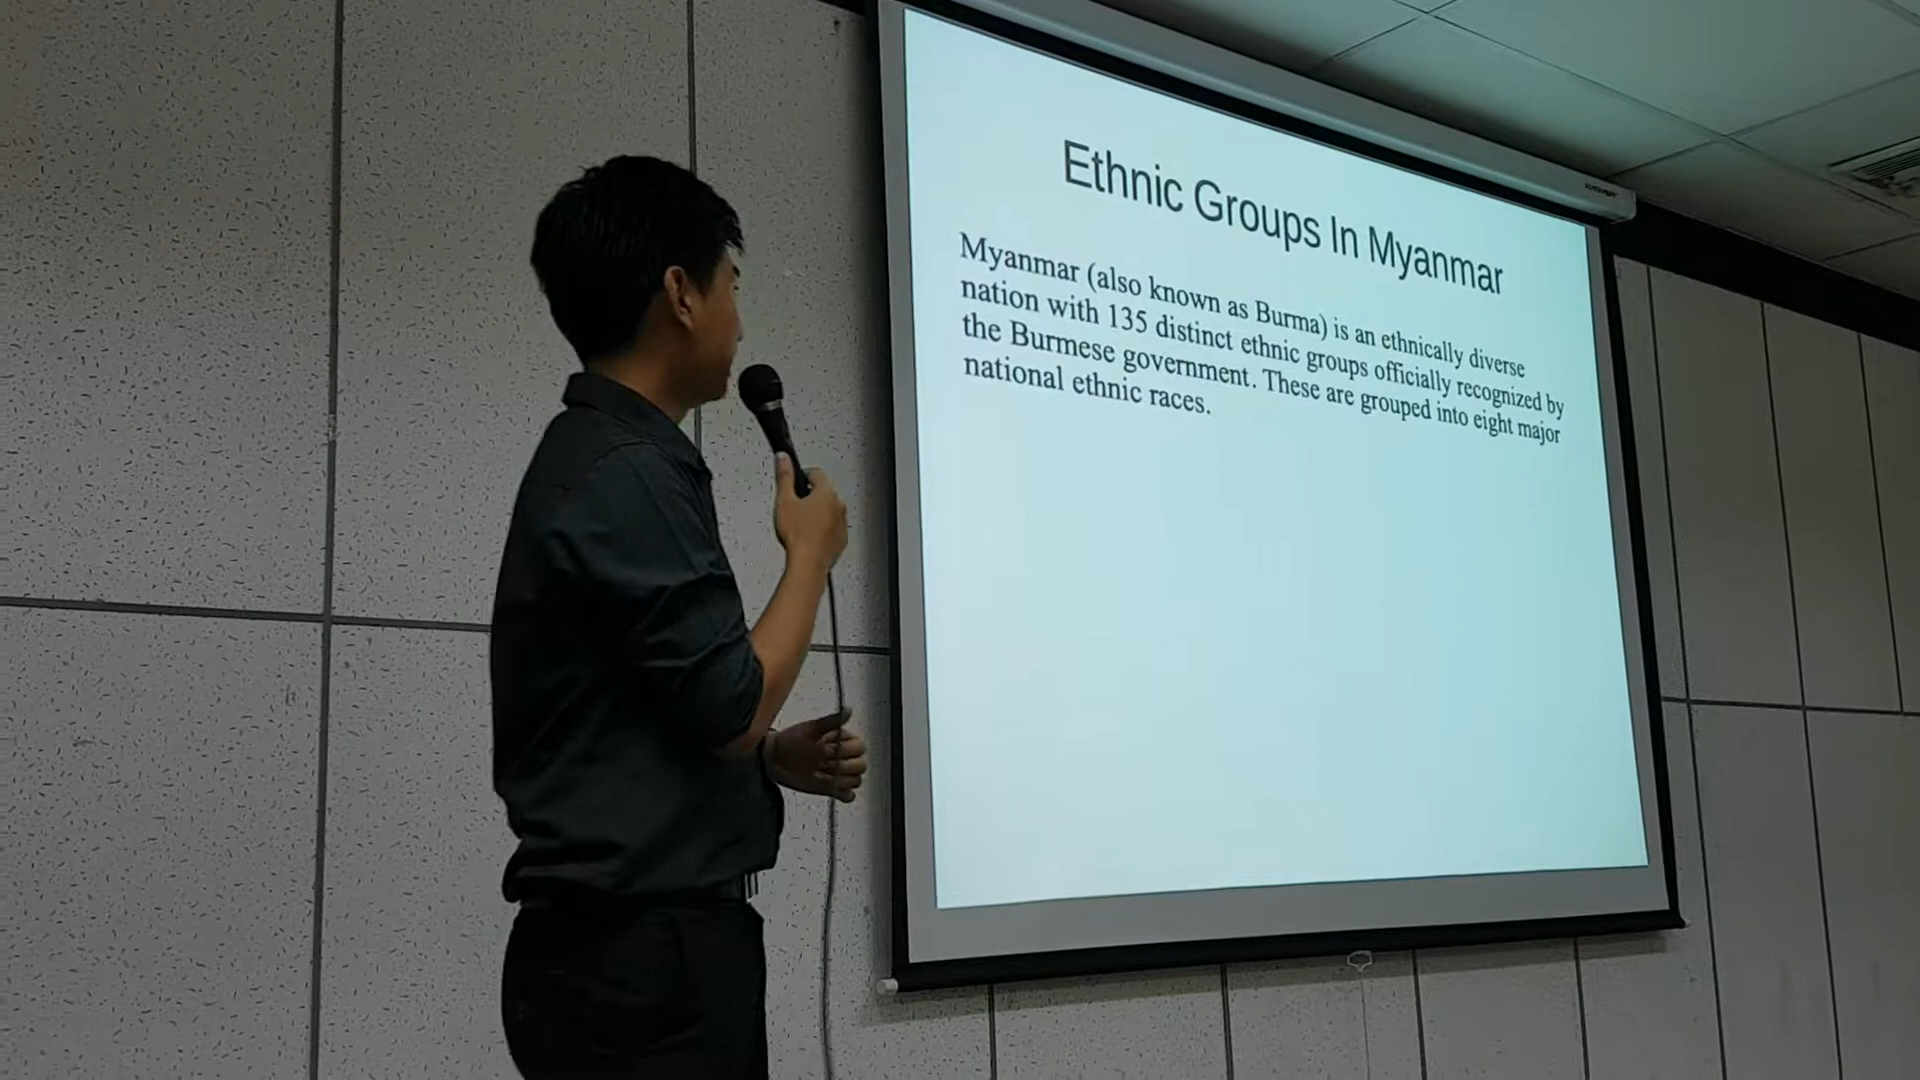 Ethnic Groups In Myanmar
Myanmar (also known as Burma) is an ethnically diverse
nation with 135 distinct ethnic groups officially recognized by
the Burmese government. These are grouped into eight major
national ethnic races.